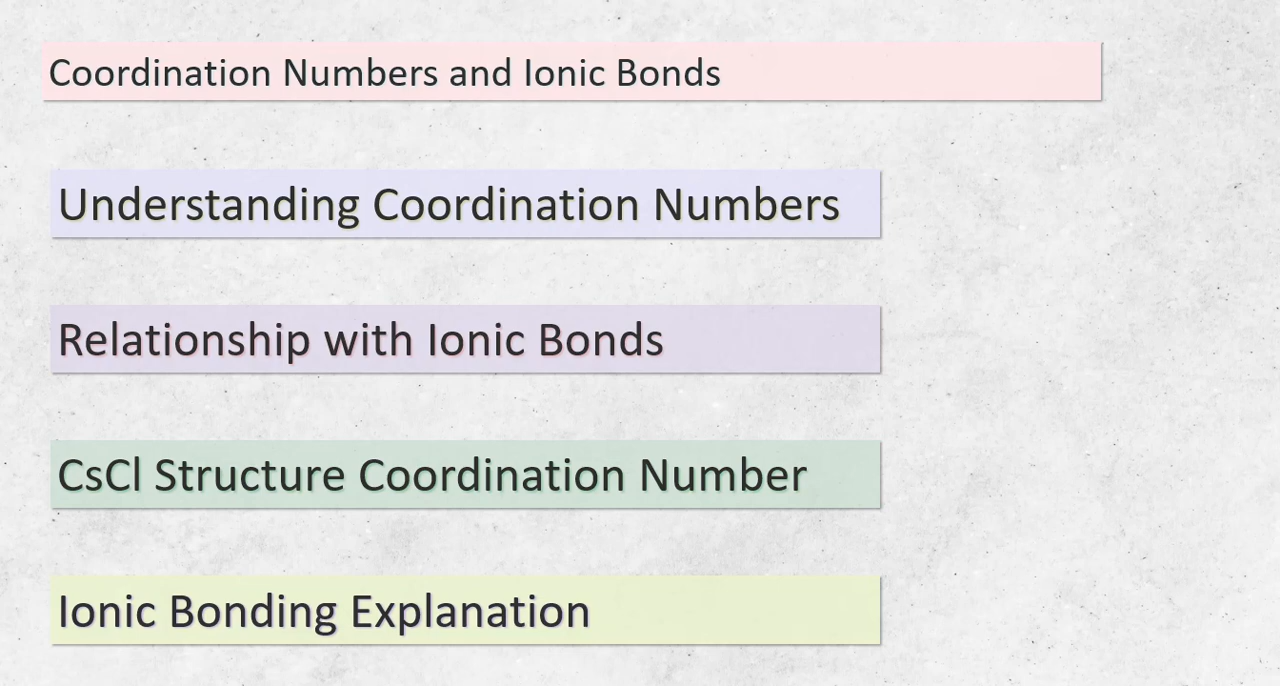 Coordination Numbers and Ionic Bonds
Understanding Coordination Numbers
Relationship with Ionic Bonds
CsCl Structure Coordination Number
Ionic Bonding Explanation